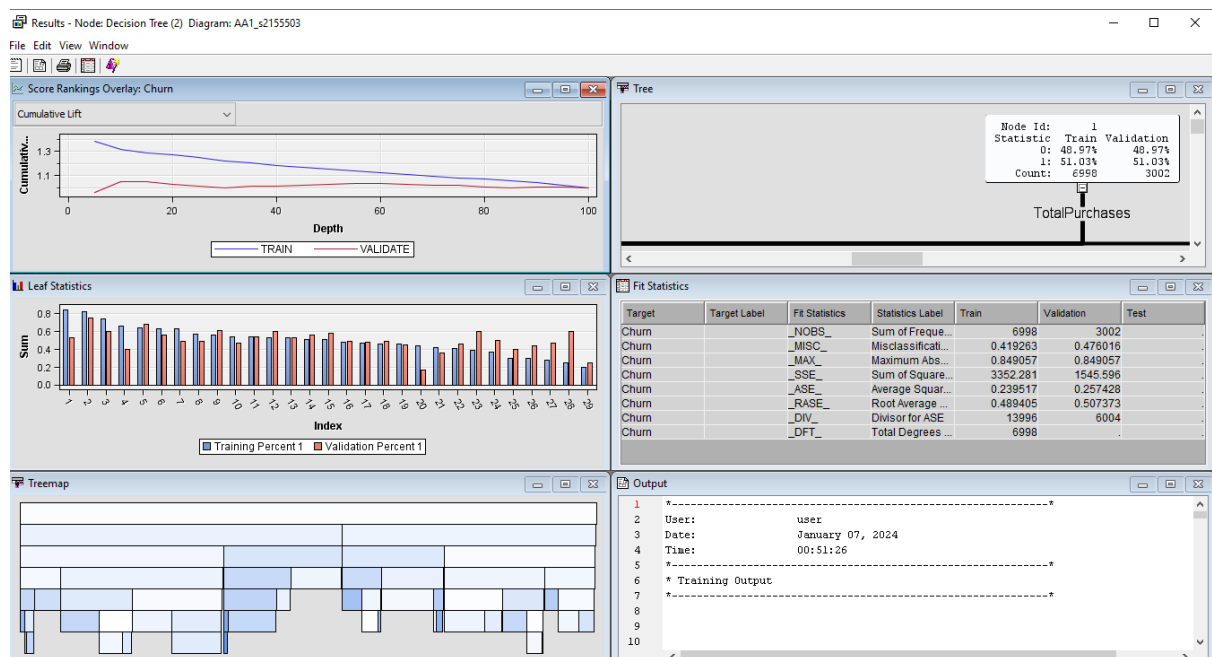 Results - Node: Decision Tree (2) Diagram: AA1_s2155503
File Edit View Window
Score Rankings Overlay: Churn
Cumulative Lift
Cumulativ...
1.3
1.1
0 20 40 60 80 100
Depth
TRAIN VALIDATE
Tree
Node Id: 1
Statistic Train Validation
0: 48.97% 48.97%
1: 51.03% 51.03%
Count: 6998 3002
TotalPurchases
Leaf Statistics
Sum
0.8
0.6
0.4
0.2
0.0
1 2 3 4 5 6 7 8 9 10 11 12 13 14 15 16 17 18 19 20 21 22 23 24 25 26 27 28 29
Index
Training Percent 1 Validation Percent 1
Fit Statistics
Target Target Label Fit Statistics Statistics Label Train Validation Test
Churn _NOBS_ Sum of Freque... 6998 3002 .
Churn _MISC_ Misclassificati... 0.419263 0.476016 .
Churn _MAX_ Maximum Abs... 0.849057 0.849057 .
Churn _SSE_ Sum of Square... 3352.281 1545.596 .
Churn _ASE_ Average Squar... 0.239517 0.257428 .
Churn _RASE_ Root Average ... 0.489405 0.507373 .
Churn _DIV_ Divisor for ASE 13996 6004 .
Churn _DFT_ Total Degrees ... 6998 . .
Treemap
Output
1 *------------------------------------------------------------*
2 User: user
3 Date: January 07, 2024
4 Time: 00:51:26
5 *------------------------------------------------------------*
6 * Training Output
7 *------------------------------------------------------------*
8
9
10